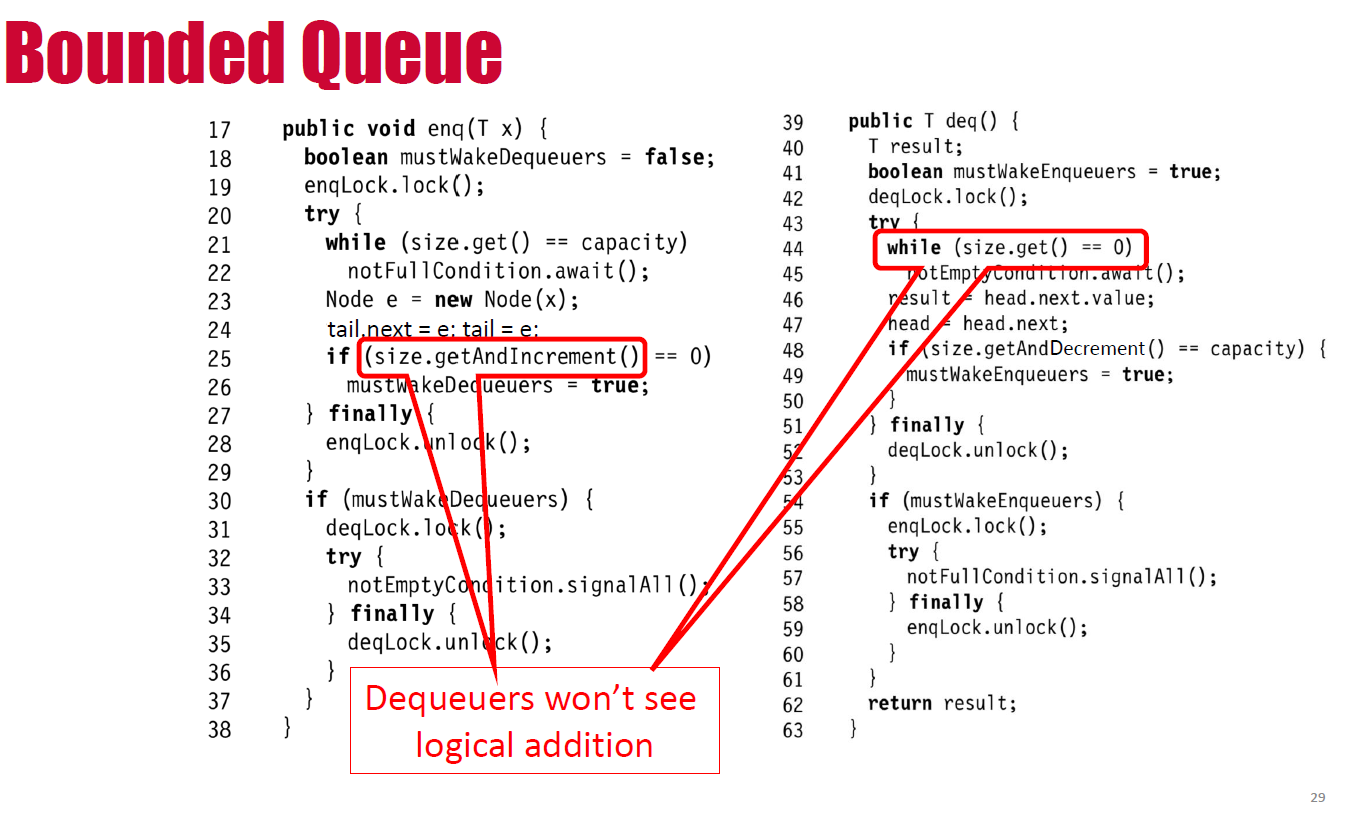 Bounded Queue
17 public void enq(T x) {
18 boolean mustWakeDequeuers = false;
19 enqLock.lock();
20 try {
21 while (size.get() == capacity)
22 notFullCondition.await();
23 Node e = new Node(x);
24 tail.next = e; tail = e;
25 if (size.getAndIncrement() == 0)
26 mustWakeDequeuers = true;
27 } finally {
28 enqLock.unlock();
29 }
30 if (mustWakeDequeuers) {
31 deqLock.lock();
32 try {
33 notEmptyCondition.signalAll();
34 } finally {
35 deqLock.unlock();
36 }
37 }
38 }
39 public T deq() {
40 T result;
41 boolean mustWakeEnqueuers = true;
42 deqLock.lock();
43 try {
44 while (size.get() == 0)
45 notEmptyCondition.await();
46 result = head.next.value;
47 head = head.next;
48 if (size.getAndDecrement() == capacity) {
49 mustWakeEnqueuers = true;
50 }
51 } finally {
52 deqLock.unlock();
53 }
54 if (mustWakeEnqueuers) {
55 enqLock.lock();
56 try {
57 notFullCondition.signalAll();
58 } finally {
59 enqLock.unlock();
60 }
61 }
62 return result;
63 }
Dequeuers won't see
logical addition
29